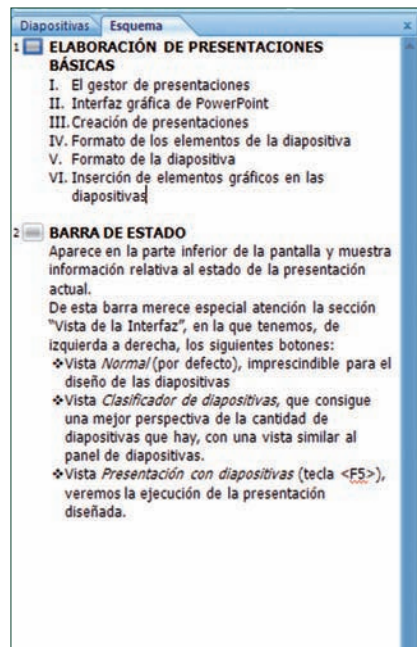 Diapositivas Esquema x
1 ELABORACIÓN DE PRESENTACIONES
BÁSICAS
I. El gestor de presentaciones
II. Interfaz gráfica de PowerPoint
III. Creación de presentaciones
IV. Formato de los elementos de la diapositiva
V. Formato de la diapositiva
VI. Inserción de elementos gráficos en las
diapositivas
2 BARRA DE ESTADO
Aparece en la parte inferior de la pantalla y muestra
información relativa al estado de la presentación
actual.
De esta barra merece especial atención la sección
"Vista de la Interfaz", en la que tenemos, de
izquierda a derecha, los siguientes botones:
❖Vista Normal (por defecto), imprescindible para el
diseño de las diapositivas
❖Vista Clasificador de diapositivas, que consigue
una mejor perspectiva de la cantidad de
diapositivas que hay, con una vista similar al
panel de diapositivas.
❖Vista Presentación con diapositivas (tecla <F5>),
veremos la ejecución de la presentación
diseñada.